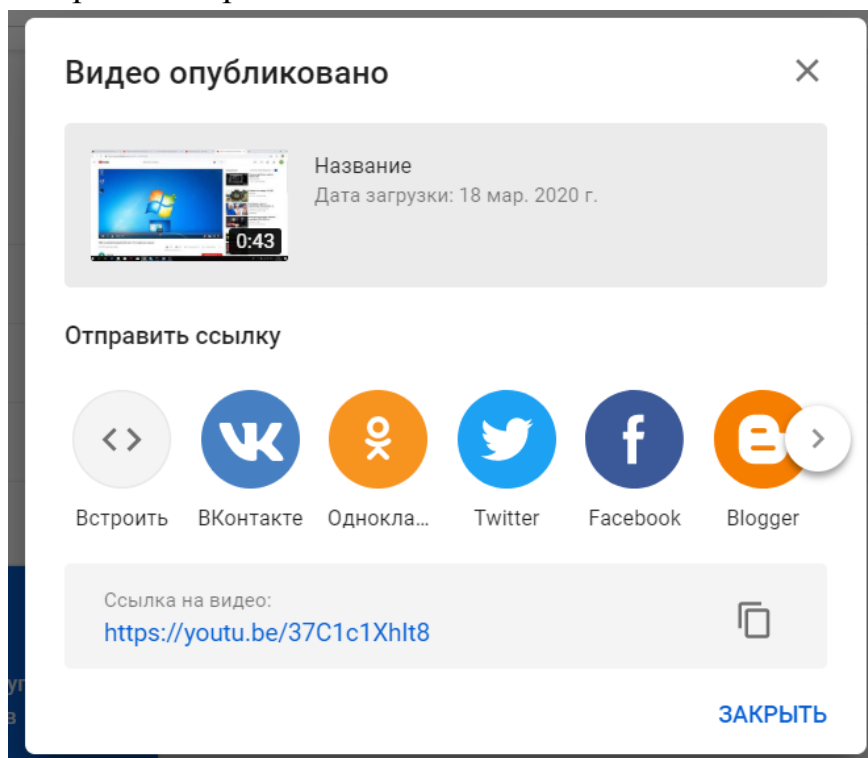 Видео опубликовано
0:43
Название
Дата загрузки: 18 мар. 2020 г.
Отправить ссылку
Встроить
ВКонтакте
Однокла...
Twitter
Facebook
Blogger
Ссылка на видео:
https://youtu.be/37C1c1XhIt8
ЗАКРЫТЬ